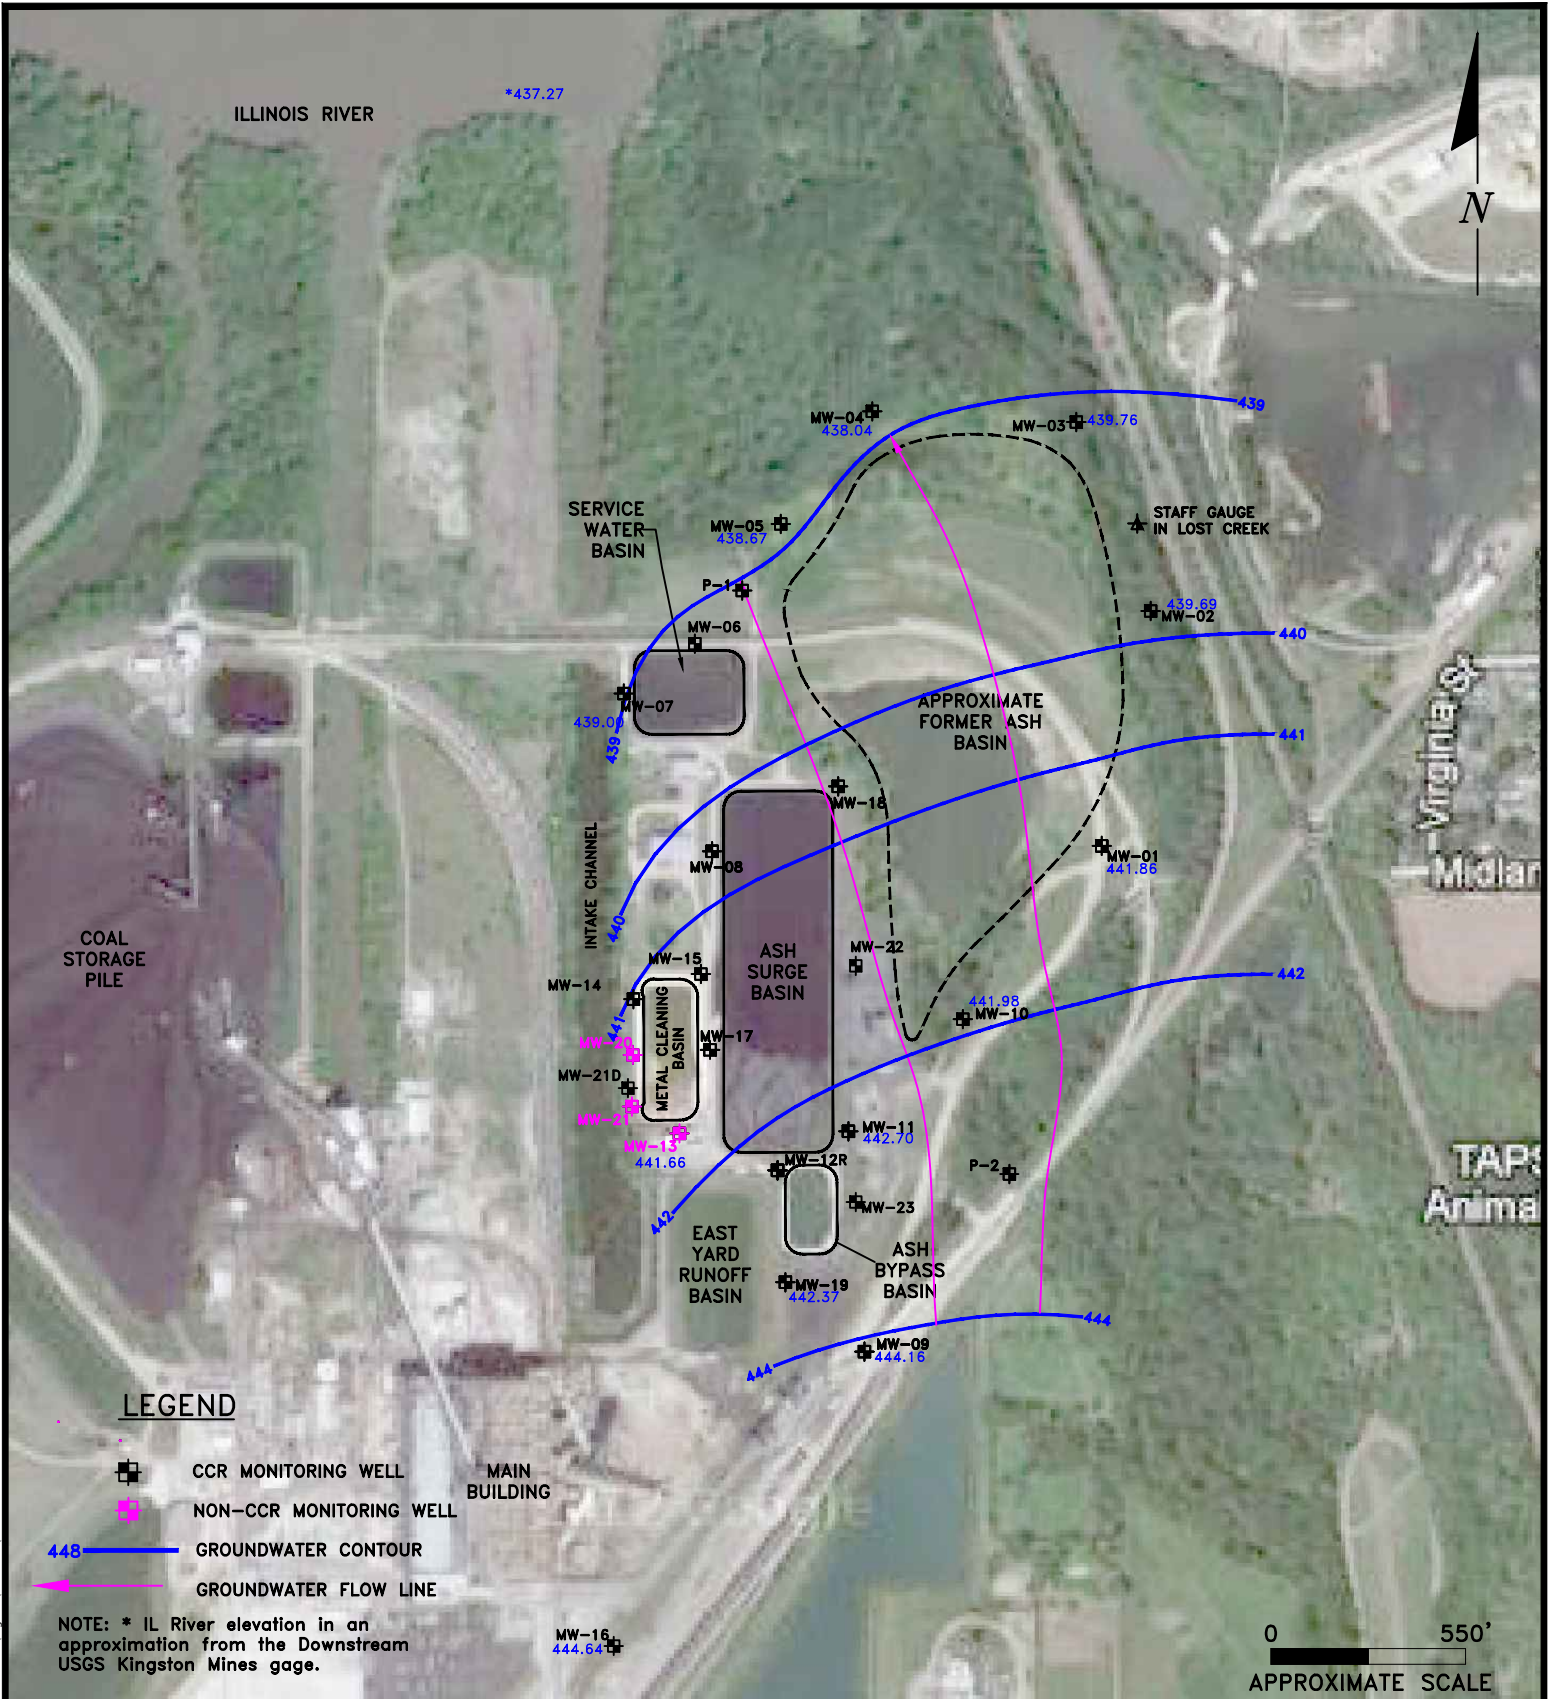 *437.27
ILLINOIS RIVER
N
439
MW-04
438.04
MW-03
439.76
SERVICE
WATER
BASIN
MW-05
438.67
STAFF GAUGE
IN LOST CREEK
P-1
439.69
MW-02
MW-06
440
MW-07
439.00
439
APPROXIMATE
FORMER ASH
BASIN
441
Virginia St
MW-18
MW-08
MW-01
441.86
INTAKE CHANNEL
440
COAL
STORAGE
PILE
ASH
SURGE
BASIN
MW-22
MW-15
442
MW-14
441.98
MW-10
METAL CLEANING
BASIN
441
MW-20
MW-17
MW-21D
MW-21
MW-13
441.66
MW-11
442.70
MW-12R
P-2
TAPS
Anima
MW-23
442
EAST
YARD
RUNOFF
BASIN
ASH
BYPASS
BASIN
MW-19
442.37
444
MW-09
444.16
444
LEGEND
CCR MONITORING WELL
NON-CCR MONITORING WELL
448 GROUNDWATER CONTOUR
GROUNDWATER FLOW LINE
MAIN
BUILDING
NOTE: * IL River elevation in an
approximation from the Downstream
USGS Kingston Mines gage.
MW-16
444.64
0 550'
APPROXIMATE SCALE